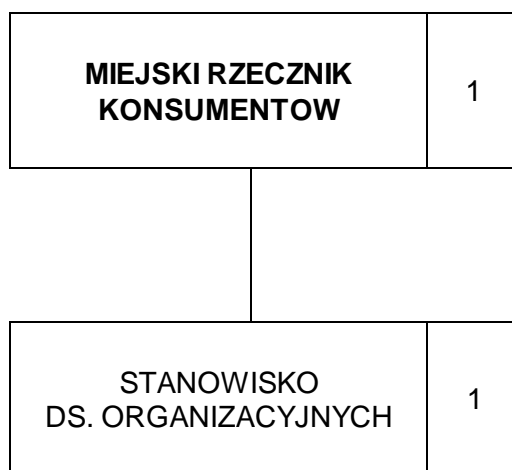 MIEJSKI RZECZNIK
KONSUMENTOW
1
STANOWISKO
DS. ORGANIZACYJNYCH
1